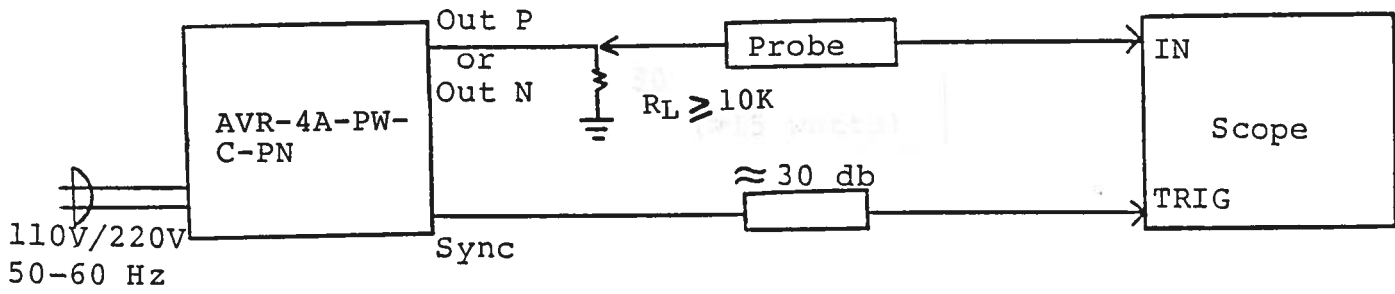 Out P
or
Out N
AVR-4A-PW-
C-PN
110V/220V
50-60 Hz
Sync
Probe
RL ⩾ 10K
≈ 30 db
IN
Scope
TRIG